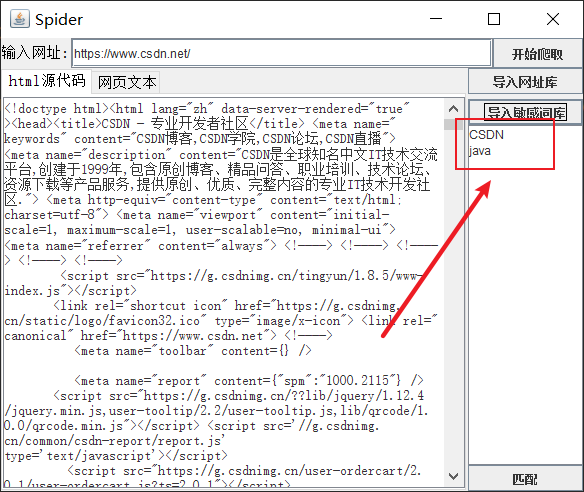 Spider
输入网址: https://www.csdn.net/ 开始爬取
html源代码 网页文本 导入网址库
导入敏感词库
CSDN
java
<!doctype html><html lang="zh" data-server-rendered="true"
><head><title>CSDN - 专业开发者社区</title> <meta name="
keywords" content="CSDN博客,CSDN学院,CSDN论坛,CSDN直播">
<meta name="description" content="CSDN是全球知名中文IT技术交流
平台,创建于1999年,包含原创博客、精品问答、职业培训、技术论坛、
资源下载等产品服务,提供原创、优质、完整内容的专业IT技术开发社
区."> <meta http-equiv="content-type" content="text/html;
charset=utf-8"> <meta name="viewport" content="initial-
scale=1, maximum-scale=1, user-scalable=no, minimal-ui">
<meta name="referrer" content="always"> <!----> <!----> <!---
-> <!----> <!---->
<script src="https://g.csdnimg.cn/tingyun/1.8.5/www-
index.js"></script>
<link rel="shortcut icon" href="https://g.csdnimg.
cn/static/logo/favicon32.ico" type="image/x-icon"> <link rel="
canonical" href="https://www.csdn.net"> <!---->
<meta name="toolbar" content={} />
<meta name="report" content={"spm":"1000.2115"} />
<script src="https://g.csdnimg.cn/??lib/jquery/1.12.4
/jquery.min.js,user-tooltip/2.2/user-tooltip.js,lib/qrcode/1.
0.0/qrcode.min.js"></script> <script src='//g.csdnimg.
cn/common/csdn-report/report.js'
type='text/javascript'></script>
<script src="https://g.csdnimg.cn/user-ordercart/2.
0.1/user-ordercart.js?ts=2.0.1"></script>
匹配